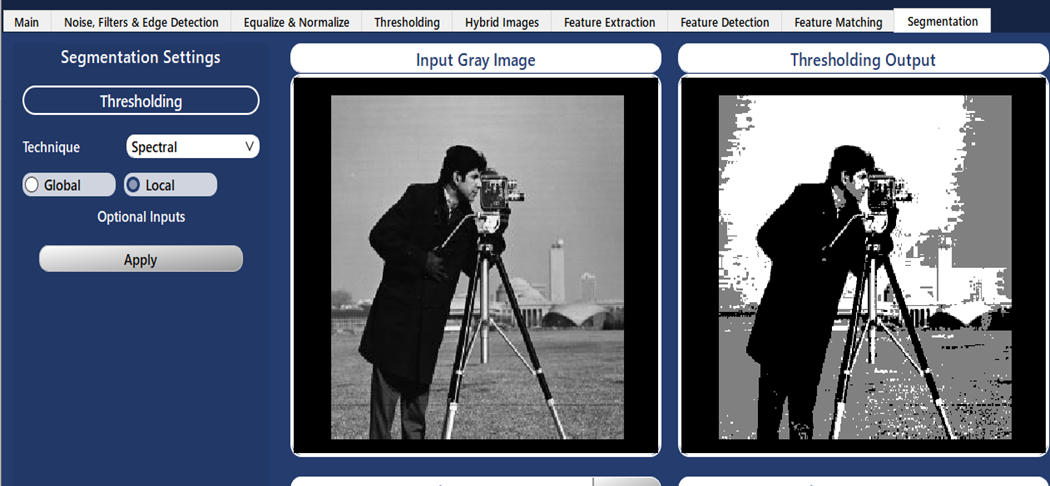 Main Noise, Filters & Edge Detection Equalize & Normalize Thresholding Hybrid Images Feature Extraction Feature Detection Feature Matching Segmentation
Segmentation Settings
Thresholding
Technique Spectral
Global Local
Optional Inputs
Apply
Input Gray Image
Thresholding Output